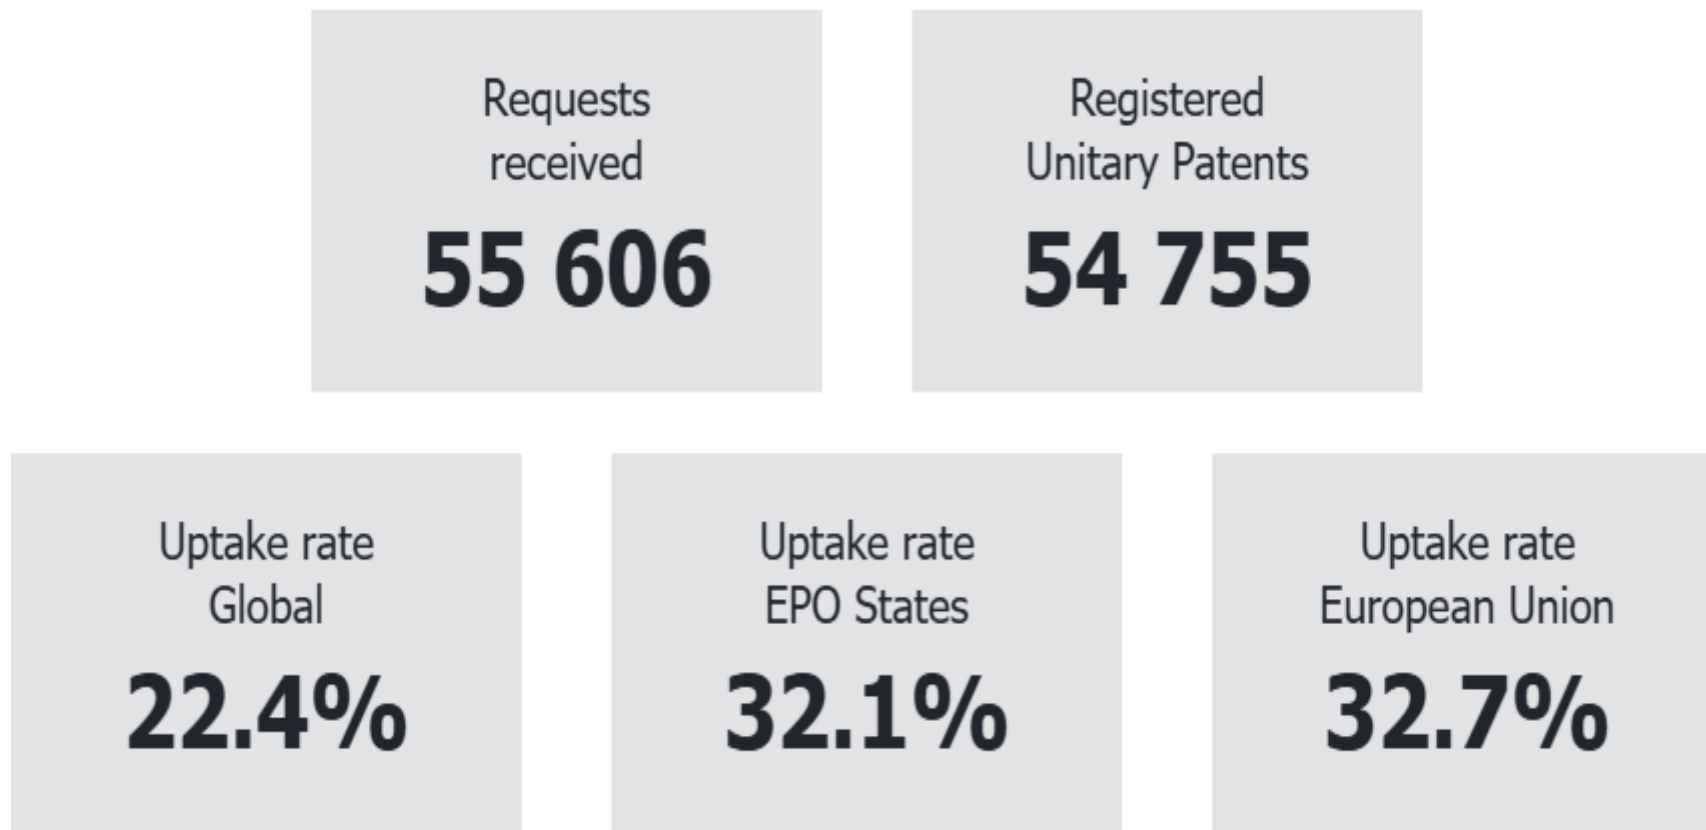 Requests
received
55 606
Registered
Unitary Patents
54 755
Uptake rate
Global
22.4%
Uptake rate
EPO States
32.1%
Uptake rate
European Union
32.7%